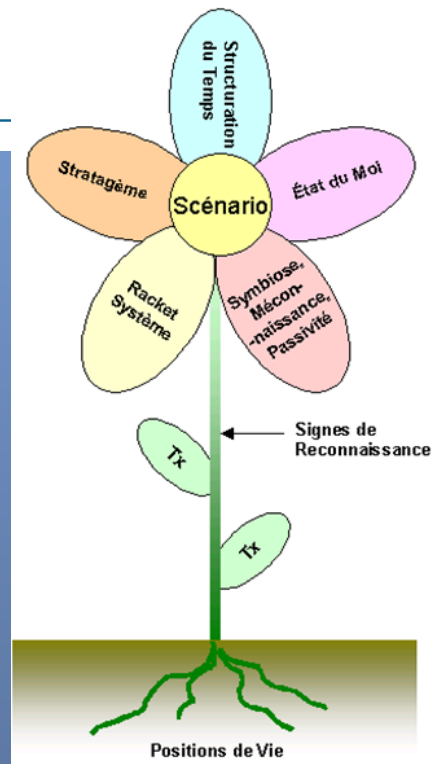 Structuration
du Temps
Stratagème
État du Moi
Scénario
Racket
Système
Symbiose,
Mécon-
-naissance,
Passivité
Signes de
Reconnaissance
Tx
Tx
Positions de Vie